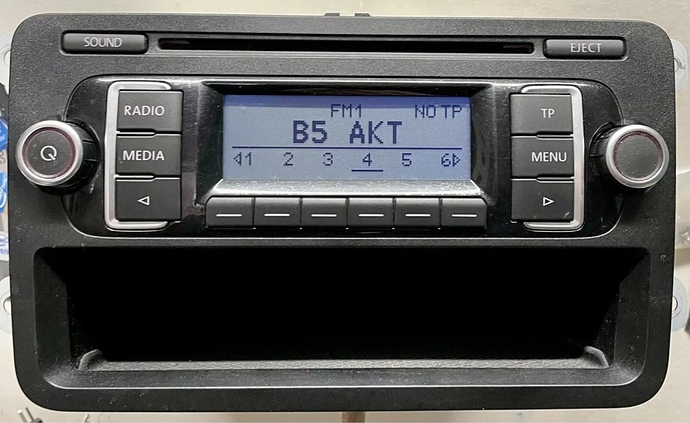 SOUND
EJECT
RADIO
MEDIA
FM1 NO TP
B5 AKT
1 2 3 4 5 6
TP
MENU